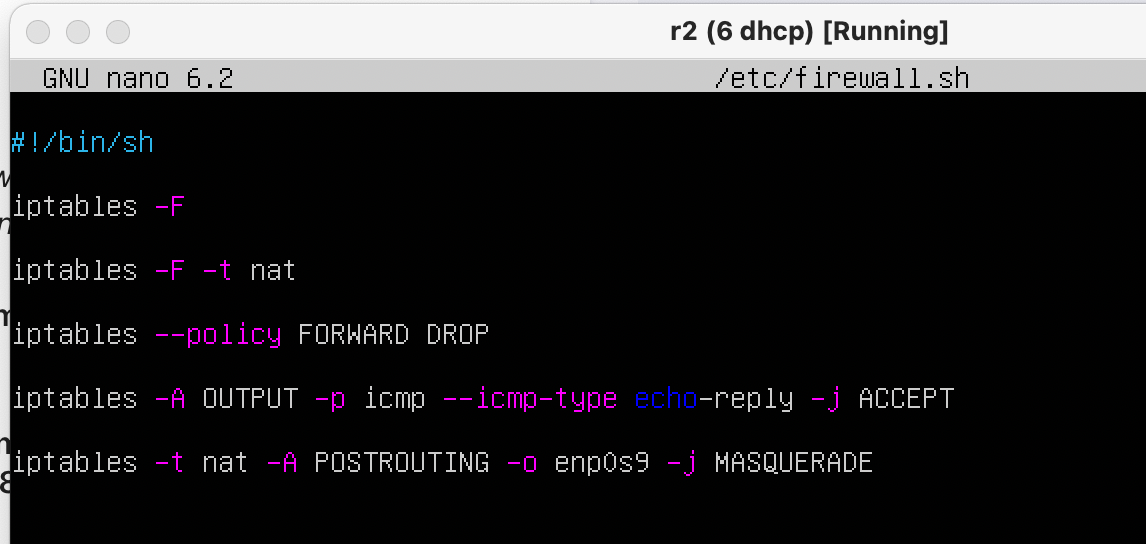 r2 (6 dhcp) [Running]
GNU nano 6.2 /etc/firewall.sh
#!/bin/sh
iptables -F
iptables -F -t nat
iptables --policy FORWARD DROP
iptables -A OUTPUT -p icmp --icmp-type echo-reply -j ACCEPT
iptables -t nat -A POSTROUTING -o enp0s9 -j MASQUERADE